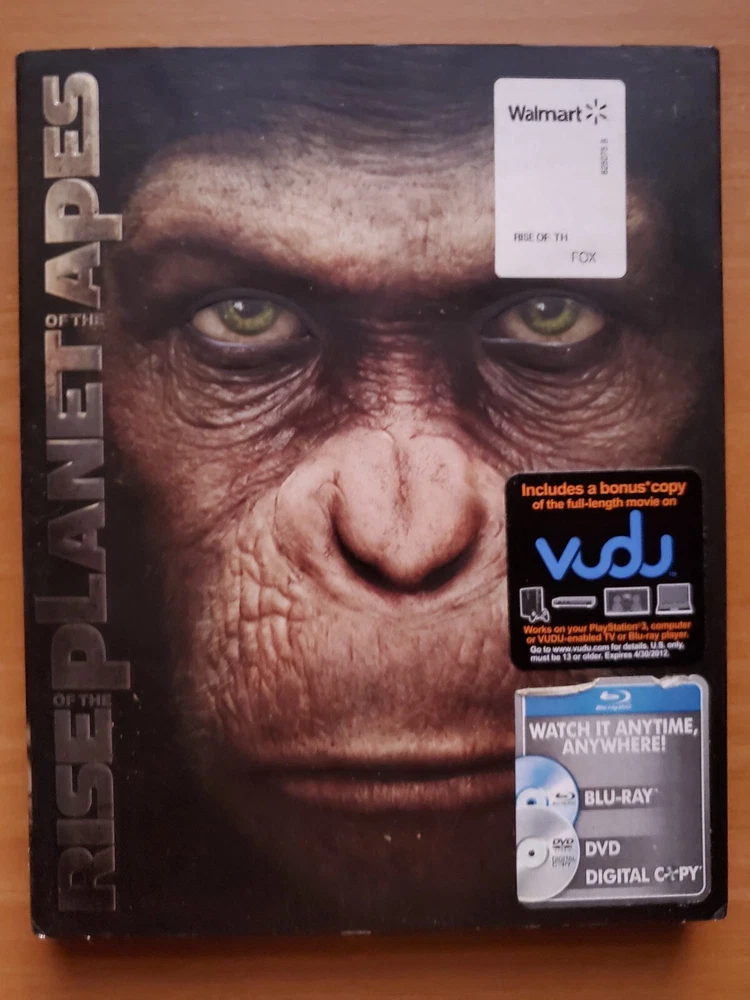 RISE OF THE PLANET OF THE APES
Walmart
RISE OF TH
FOX
Includes a bonus* copy
of the full-length movie on
vudu
Works on your PlayStation®3, computer
or VUDU-enabled TV or Blu-ray player.
Go to www.vudu.com for details. U.S. only,
must be 13 or older. Expires 4/30/2012.
Blu-ray Disc
WATCH IT ANYTIME,
ANYWHERE!
BLU-RAY
DVD
DIGITAL COPY